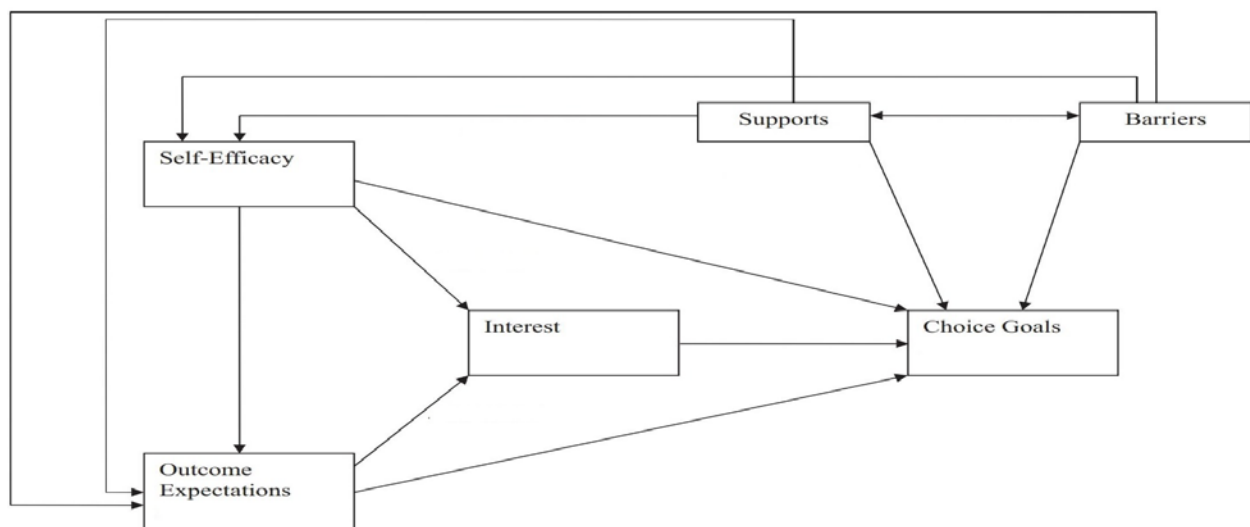 Supports
Barriers
Self-Efficacy
Interest
Choice Goals
Outcome
Expectations